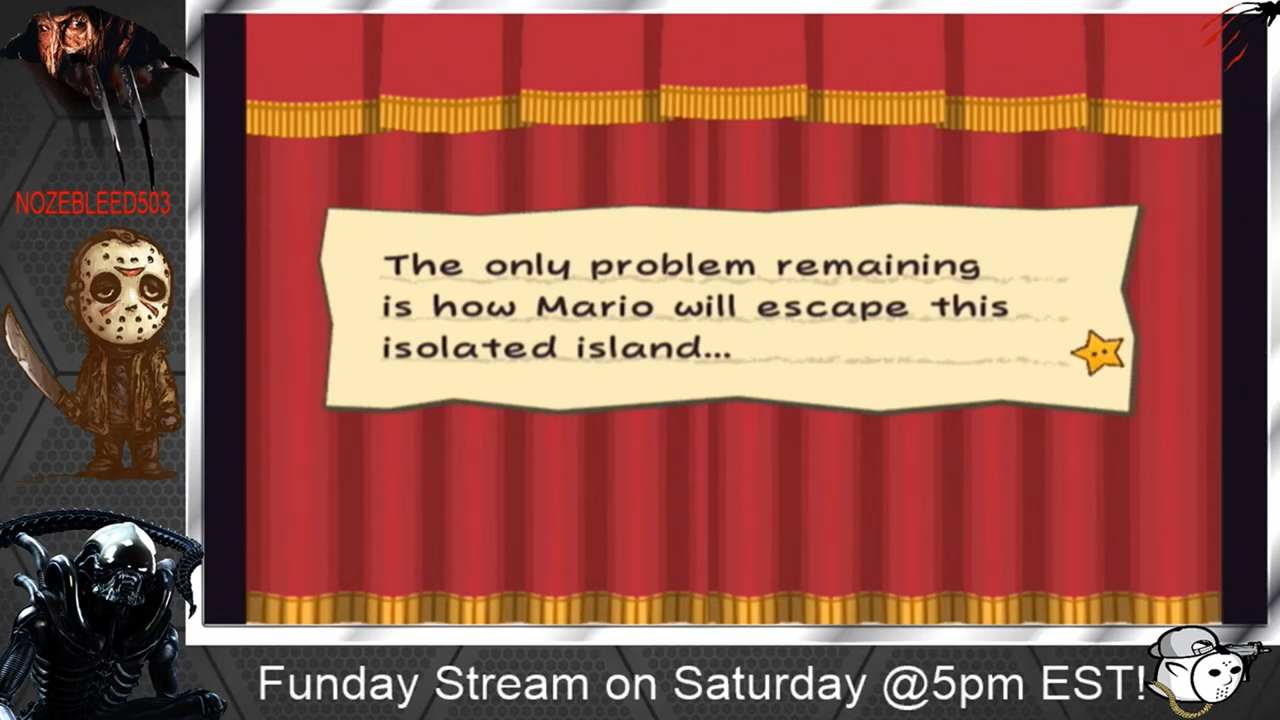 NOZEBLEED503
The only problem remaining
is how Mario will escape this
isolated island...
Funday Stream on Saturday @5pm EST!